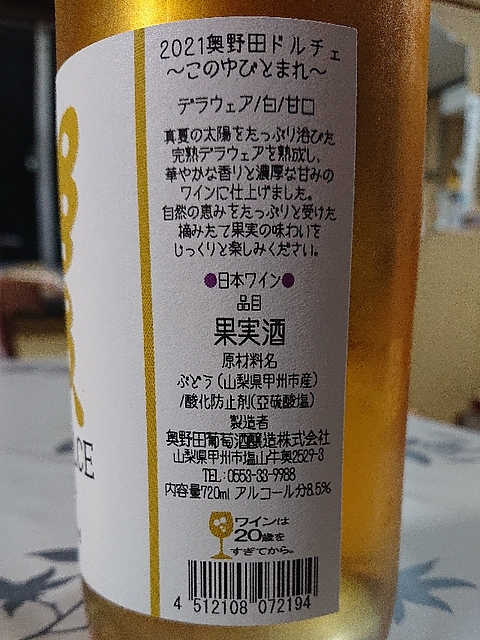 2021奥野田ドルチェ
～このゆびとまれ～
デラウェア/白/甘口
真夏の太陽をたっぷり浴びた
完熟デラウェアを熟成し、
華やかな香りと濃厚な甘みの
ワインに仕上げました。
自然の恵みをたっぷりと受けた
摘みたて果実の味わいを
じっくりと楽しみください。
●日本ワイン●
品目
果実酒
原材料名
ぶどう(山梨県甲州市産)
/酸化防止剤(亞硫酸塩)
製造者
奥野田葡萄酒醸造株式会社
山梨県甲州市塩山牛奥2529-3
TEL:0553-33-9988
内容量720ml アルコール分8.5%
ワインは
20歳を
すぎてから。
4 512108 072194